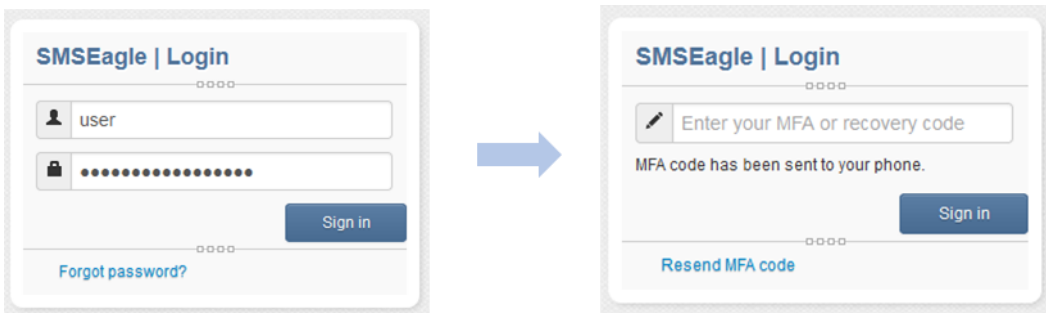 SMSEagle | Login
user
•••••••••••••••••
Sign in
Forgot password?
SMSEagle | Login
Enter your MFA or recovery code
MFA code has been sent to your phone.
Sign in
Resend MFA code